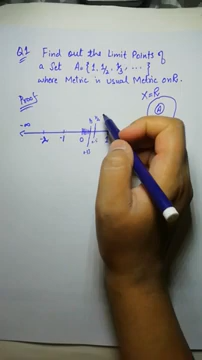 Q1 Find out the Limit Points of
a Set A={1, 1/2, 1/3, ...}
where Metric is usual Metric on R.
Proof:
X=R
A
-∞
-2 -1 0